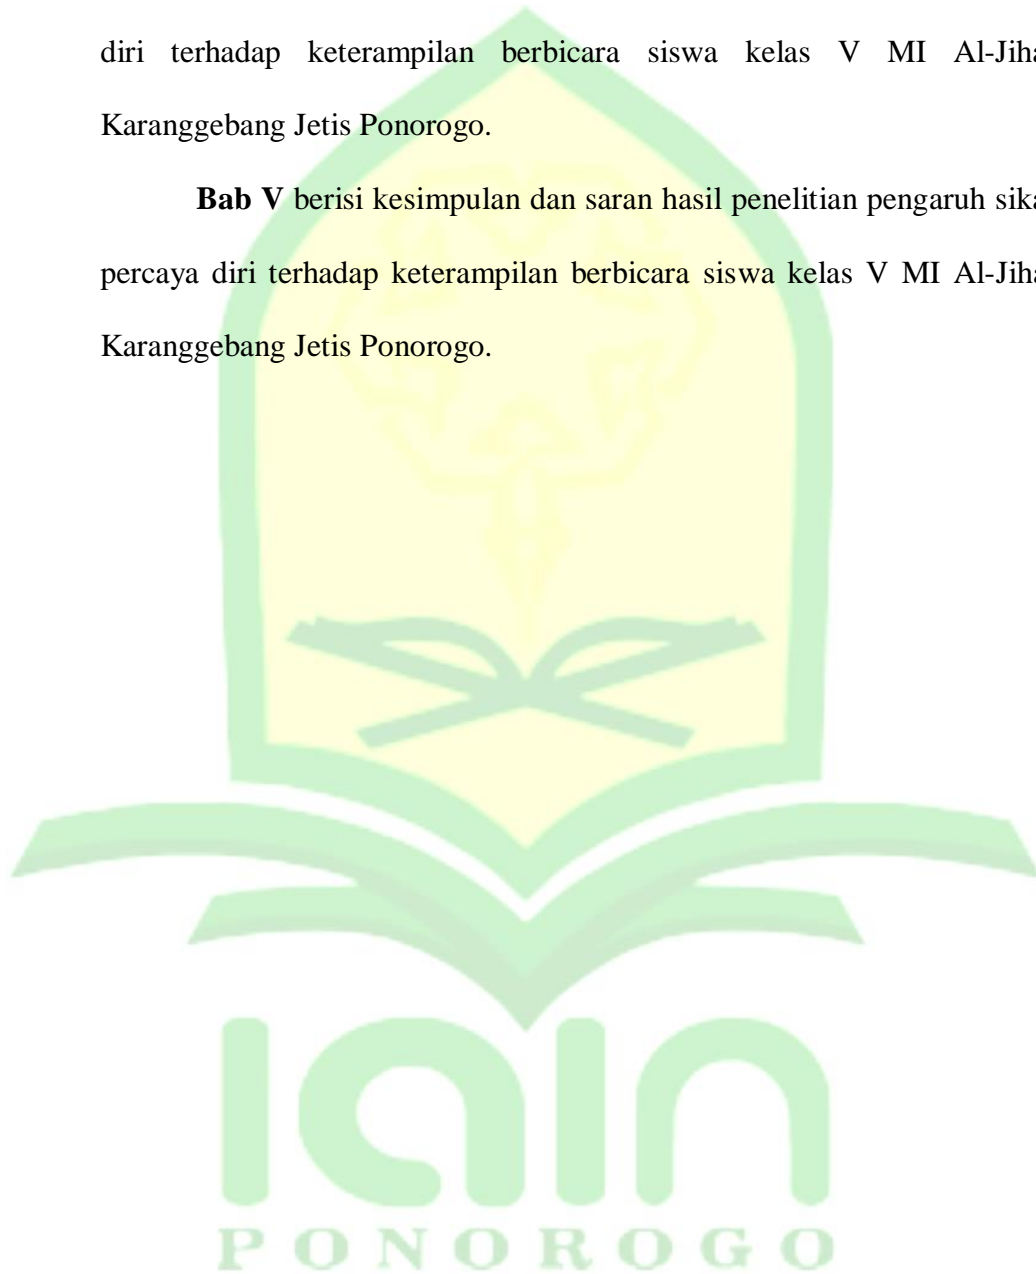 diri terhadap keterampilan berbicara siswa kelas V MI Al-Jiha
Karanggebang Jetis Ponorogo.
Bab V berisi kesimpulan dan saran hasil penelitian pengaruh sika
percaya diri terhadap keterampilan berbicara siswa kelas V MI Al-Jiha
Karanggebang Jetis Ponorogo.
iain
PONOROGO